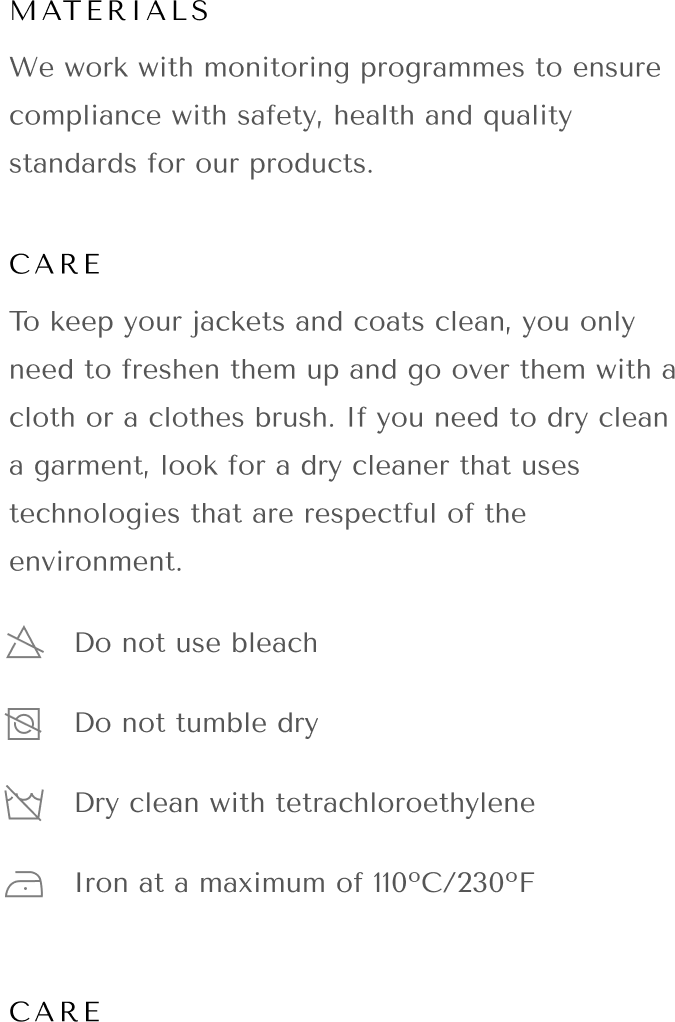 MATERIALS
We work with monitoring programmes to ensure
compliance with safety, health and quality
standards for our products.
CARE
To keep your jackets and coats clean, you only
need to freshen them up and go over them with a
cloth or a clothes brush. If you need to dry clean
a garment, look for a dry cleaner that uses
technologies that are respectful of the
environment.
Do not use bleach
Do not tumble dry
Dry clean with tetrachloroethylene
Iron at a maximum of 110ºC/230ºF
CARE